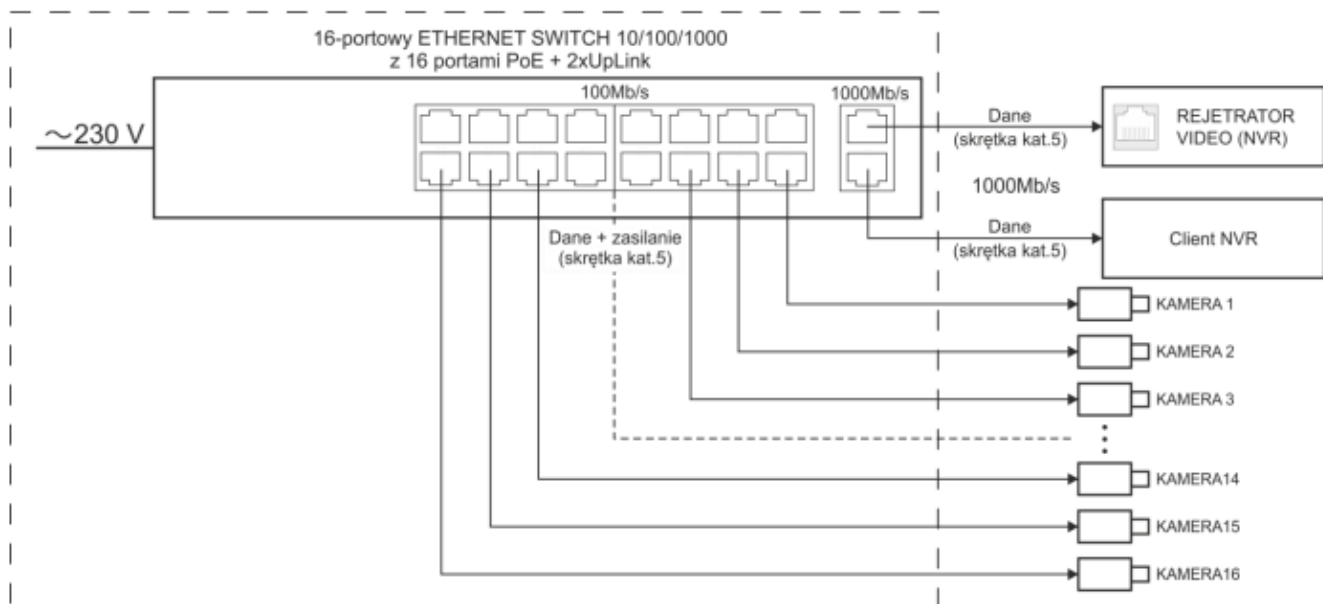 16-portowy ETHERNET SWITCH 10/100/1000
z 16 portami PoE + 2xUpLink
100Mb/s
1000Mb/s
~230 V
Dane
(skrętka kat.5)
REJETRATOR
VIDEO (NVR)
1000Mb/s
Dane
(skrętka kat.5)
Client NVR
Dane + zasilanie
(skrętka kat.5)
KAMERA 1
KAMERA 2
KAMERA 3
KAMERA14
KAMERA15
KAMERA16